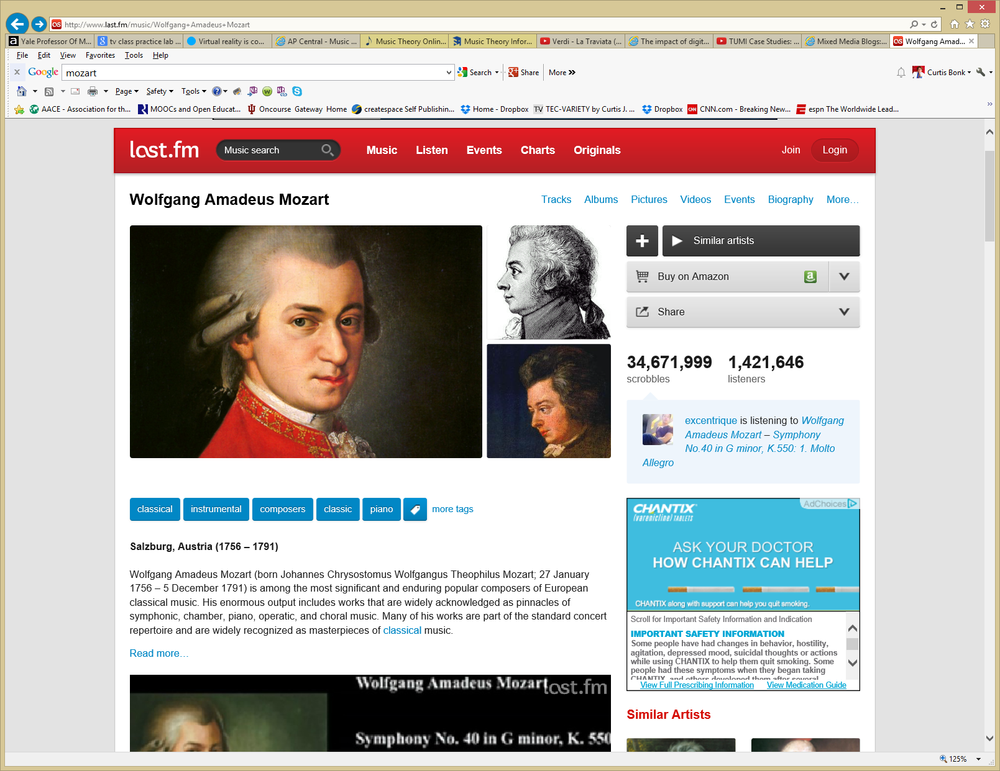 http://www.last.fm/music/Wolfgang+Amadeus+Mozart
Yale Professor Of M... tv class practice lab ... Virtual reality is co... AP Central - Music ... Music Theory Onlin... Music Theory Infor... Verdi - La Traviata (... The impact of digit... TUMI Case Studies: ... Mixed Media Blogs:... Wolfgang Amad...
File Edit View Favorites Tools Help
x Google mozart Search Share More » Curtis Bonk
Page Safety Tools
AACE - Association for th... MOOCs and Open Educat... Oncourse Gateway Home createspace Self Publishin... Home - Dropbox TV TEC-VARIETY by Curtis J. ... Dropbox CNN CNN.com - Breaking New... espn The Worldwide Lead...
last.fm Music search Music Listen Events Charts Originals Join Login
Wolfgang Amadeus Mozart
Tracks Albums Pictures Videos Events Biography More...
Similar artists
Buy on Amazon
Share
34,671,999 1,421,646
scrobbles listeners
excentrique is listening to Wolfgang
Amadeus Mozart – Symphony
No.40 in G minor, K.550: 1. Molto
Allegro
classical instrumental composers classic piano more tags
Salzburg, Austria (1756 – 1791)
Wolfgang Amadeus Mozart (born Johannes Chrysostomus Wolfgangus Theophilus Mozart; 27 January
1756 – 5 December 1791) is among the most significant and enduring popular composers of European
classical music. His enormous output includes works that are widely acknowledged as pinnacles of
symphonic, chamber, piano, operatic, and choral music. Many of his works are part of the standard concert
repertoire and are widely recognized as masterpieces of classical music.
Read more...
Wolfgang Amadeus Mozart
last.fm
Symphony No. 40 in G minor, K. 550
AdChoices
CHANTIX
(varenicline) TABLETS
ASK YOUR DOCTOR
HOW CHANTIX CAN HELP
CHANTIX along with support can help you quit smoking.
Scroll for Important Safety Information and Indication
IMPORTANT SAFETY INFORMATION
Some people have had changes in behavior, hostility,
agitation, depressed mood, suicidal thoughts or actions
while using CHANTIX to help them quit smoking. Some
people had these symptoms when they began taking
CHANTIX, and others developed them after several
View Full Prescribing Information View Medication Guide
Similar Artists
125%